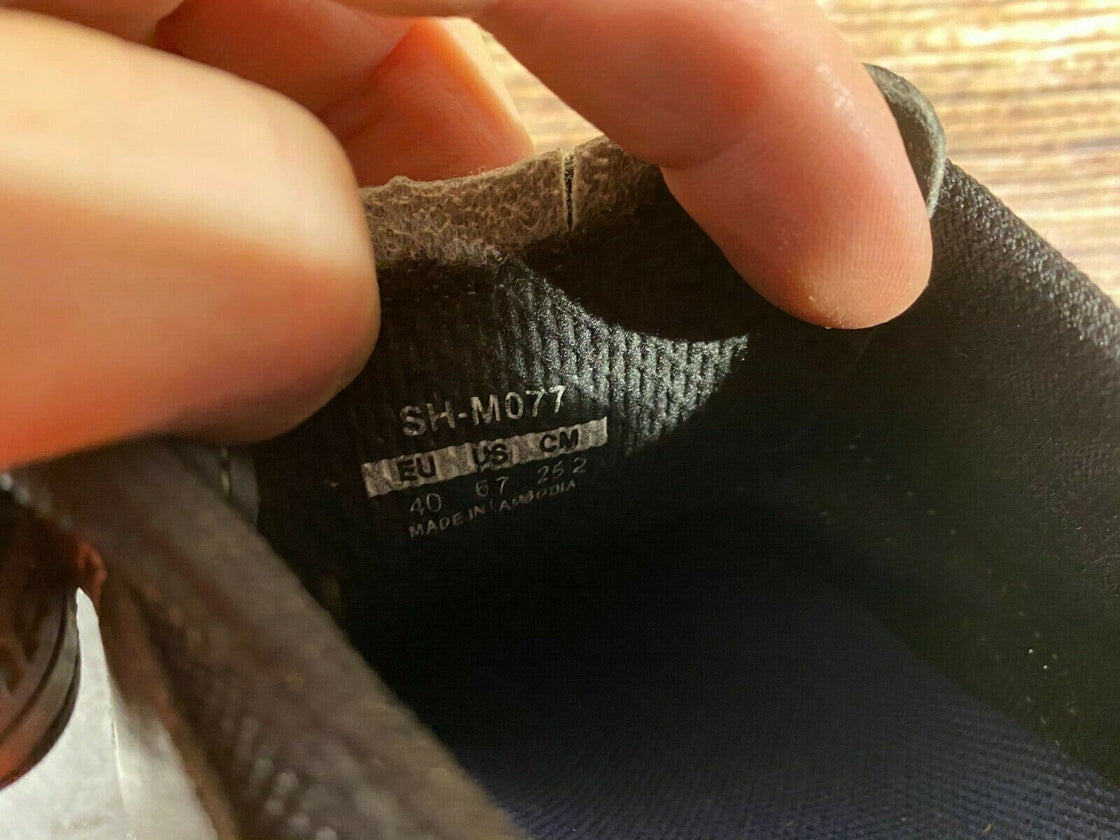 SH-M077
EU US CM
40 6 7 25 2
MADE IN CAMBODIA